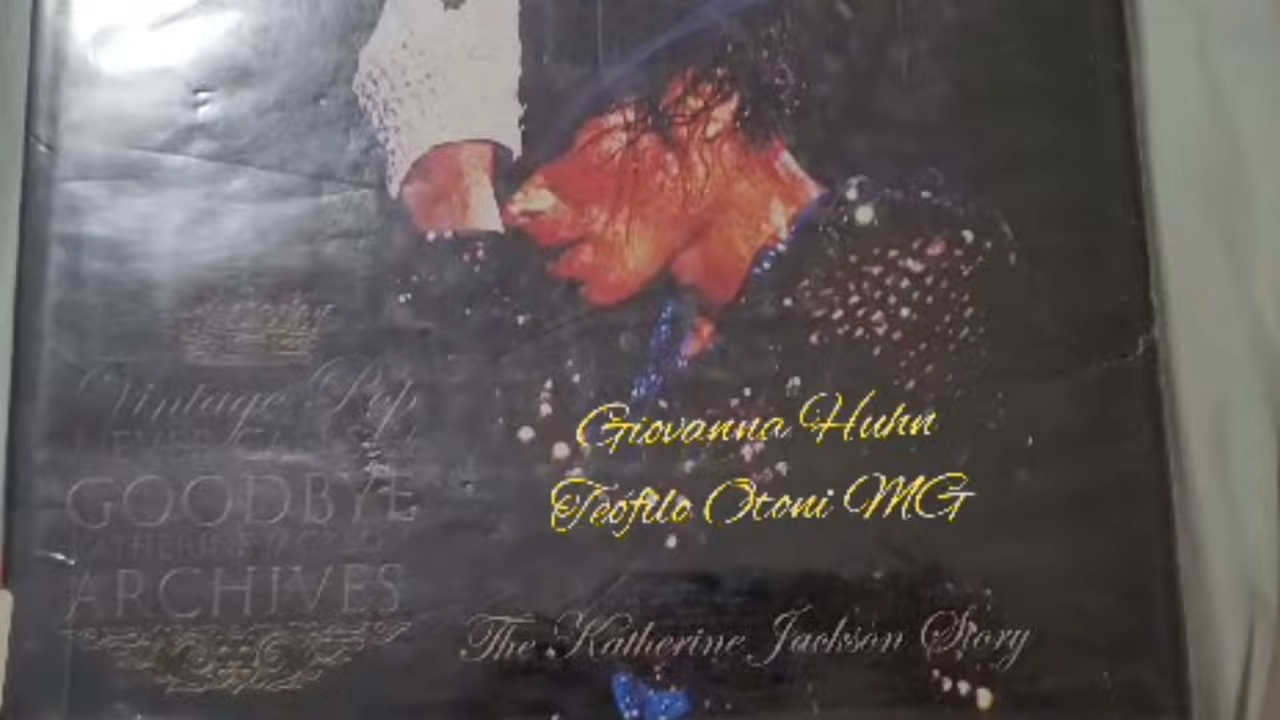 Vintage Pop
GOODBYE
ARCHIVES
Giovanna Huhn
Teófilo Otoni MG
The Katherine Jackson Story